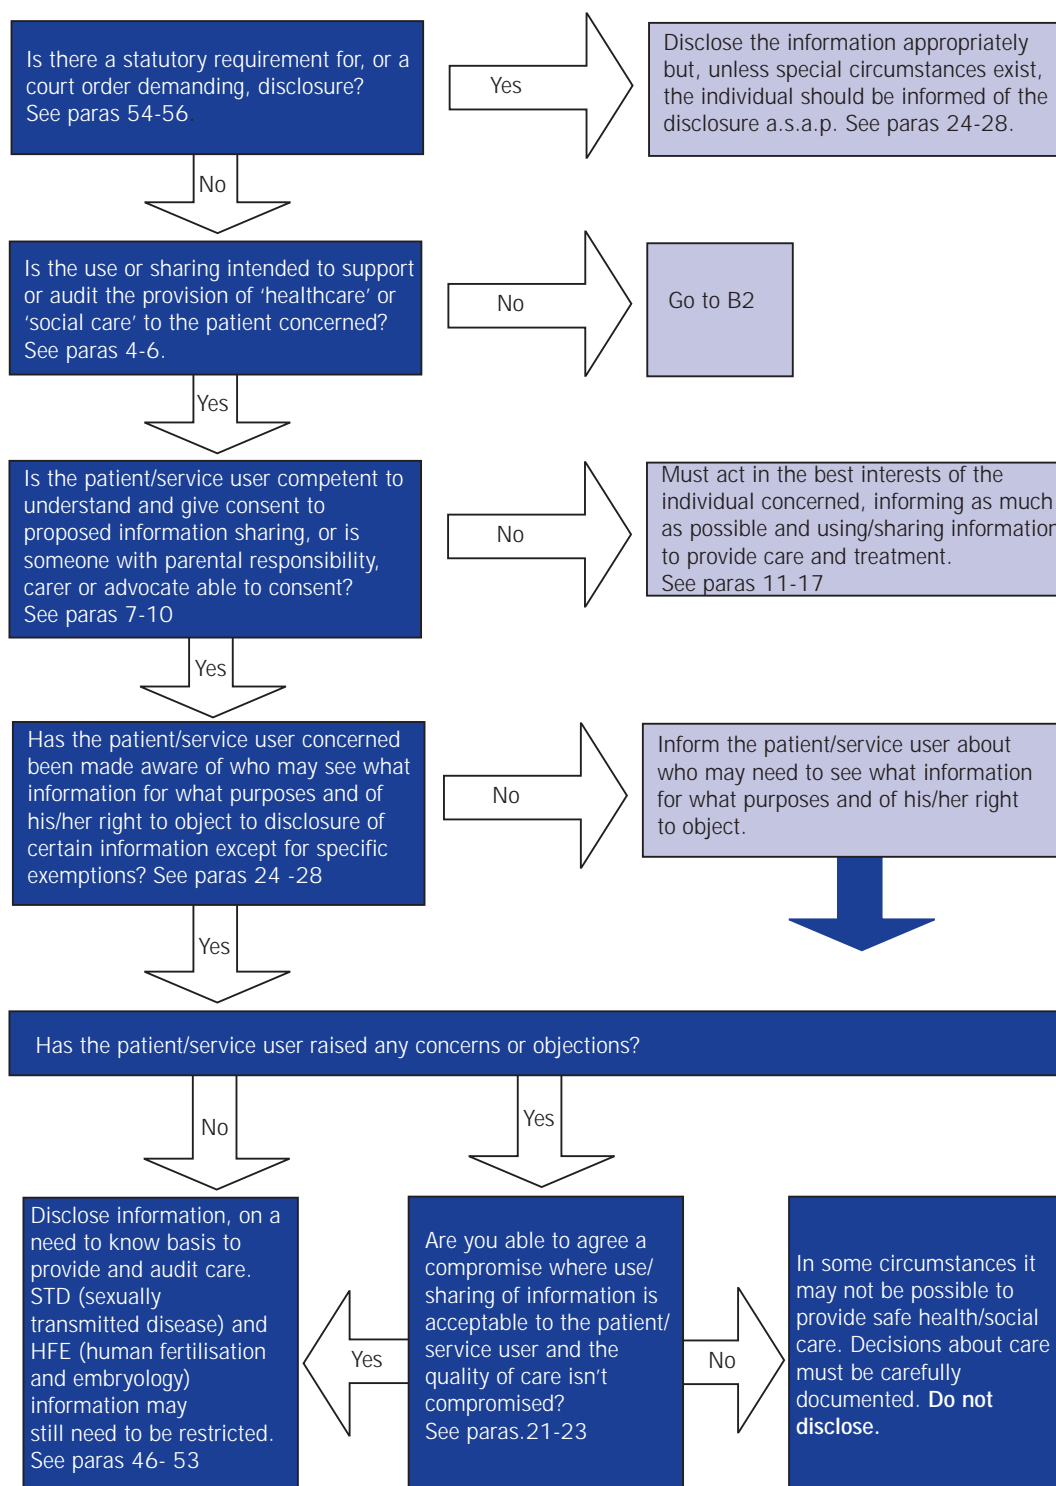 Is there a statutory requirement for, or a
court order demanding, disclosure?
See paras 54-56.
Yes
Disclose the information appropriately
but, unless special circumstances exist,
the individual should be informed of the
disclosure a.s.a.p. See paras 24-28.
No
Is the use or sharing intended to support
or audit the provision of ‘healthcare’ or
‘social care’ to the patient concerned?
See paras 4-6.
No
Go to B2
Yes
Is the patient/service user competent to
understand and give consent to
proposed information sharing, or is
someone with parental responsibility,
carer or advocate able to consent?
See paras 7-10
No
Must act in the best interests of the
individual concerned, informing as much
as possible and using/sharing information
to provide care and treatment.
See paras 11-17
Yes
Has the patient/service user concerned
been made aware of who may see what
information for what purposes and of
his/her right to object to disclosure of
certain information except for specific
exemptions? See paras 24 -28
No
Inform the patient/service user about
who may need to see what information
for what purposes and of his/her right
to object.
Yes
Has the patient/service user raised any concerns or objections?
No
Yes
Disclose information, on a
need to know basis to
provide and audit care.
STD (sexually
transmitted disease) and
HFE (human fertilisation
and embryology)
information may
still need to be restricted.
See paras 46- 53
Yes
Are you able to agree a
compromise where use/
sharing of information is
acceptable to the patient/
service user and the
quality of care isn’t
compromised?
See paras.21-23
No
In some circumstances it
may not be possible to
provide safe health/social
care. Decisions about care
must be carefully
documented. Do not
disclose.